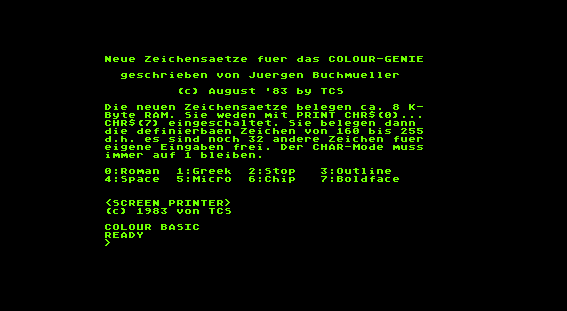 Neue Zeichensaetze fuer das COLOUR-GENIE
geschrieben von Juergen Buchmueller
(c) August '83 by TCS
Die neuen Zeichensaetze belegen ca. 8 K-
Byte RAM. Sie weden mit PRINT CHR$(0)...
CHR$(7) eingeschaltet. Sie belegen dann
die definierbaen Zeichen von 160 bis 255
d.h. es sind noch 32 andere Zeichen fuer
eigene Eingaben frei. Der CHAR-Mode muss
immer auf 1 bleiben.
0:Roman 1:Greek 2:Stop 3:Outline
4:Space 5:Micro 6:Chip 7:Boldface
<SCREEN PRINTER>
(c) 1983 von TCS
COLOUR BASIC
READY
>